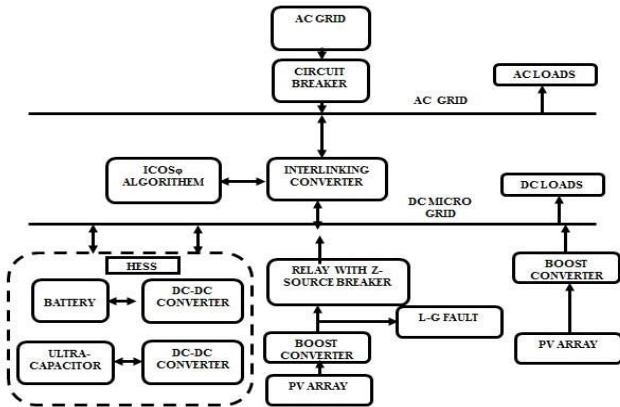 AC GRID
CIRCUIT
BREAKER
AC LOADS
AC GRID
ICOSφ
ALGORITHEM
INTERLINKING
CONVERTER
DC LOADS
DC MICRO
GRID
HESS
BATTERY
DC-DC
CONVERTER
ULTRA-
CAPACITOR
DC-DC
CONVERTER
RELAY WITH Z-
SOURCE BREAKER
L-G FAULT
BOOST
CONVERTER
PV ARRAY
BOOST
CONVERTER
PV ARRAY